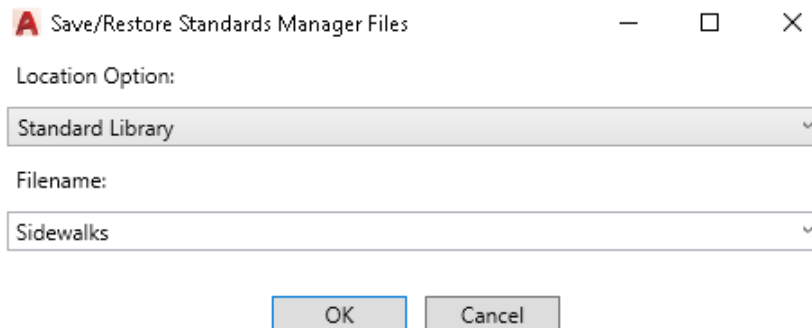 Save/Restore Standards Manager Files
Location Option:
Standard Library
Filename:
Sidewalks
OK Cancel